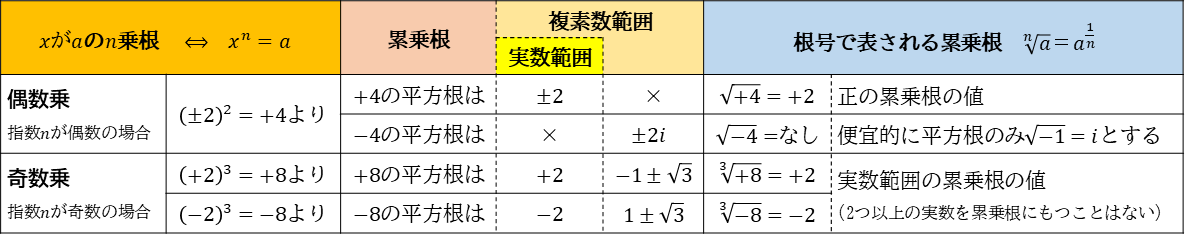 xがaのn乗根 ⇔ xⁿ = a
累乗根
複素数範囲
実数範囲
根号で表される累乗根 ⁿ√a = a^(1/n)
偶数乗
指数nが偶数の場合
(±2)² = +4より
+4の平方根は ±2 ×
√+4 = +2 正の累乗根の値
−4の平方根は × ±2i
√−4 =なし 便宜的に平方根のみ√−1 = iとする
奇数乗
指数nが奇数の場合
(+2)³ = +8より
+8の平方根は +2 −1 ± √3
³√+8 = +2 実数範囲の累乗根の値
(−2)³ = −8より
−8の平方根は −2 1 ± √3
³√−8 = −2 （2つ以上の実数を累乗根にもつことはない）